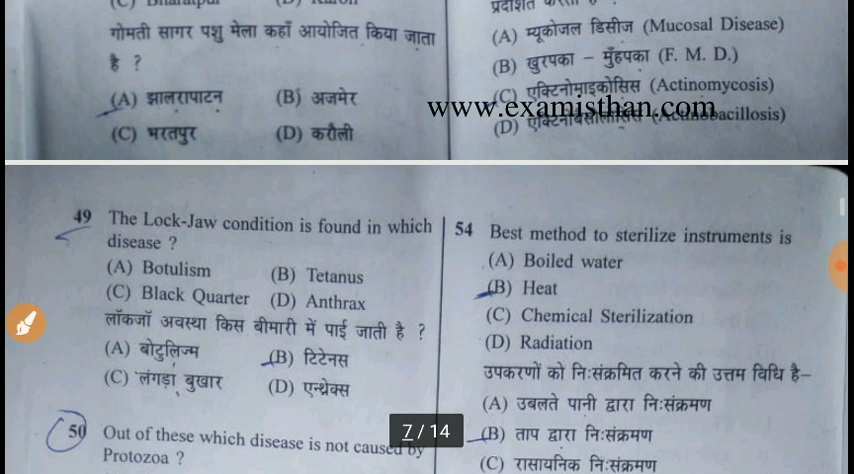 (C) Bharatpur
गोमती सागर पशु मेला कहाँ आयोजित किया जाता
है ?
(A) झालरापाटन (B) अजमेर
(C) भरतपुर (D) करौली
(A) म्यूकोजल डिसीज (Mucosal Disease)
(B) खुरपका – मुँहपका (F. M. D.)
(C) एक्टिनोमाइकोसिस (Actinomycosis)
(D)
www.examisthan.com
49 The Lock-Jaw condition is found in which
disease ?
(A) Botulism (B) Tetanus
(C) Black Quarter (D) Anthrax
लॉकजॉ अवस्था किस बीमारी में पाई जाती है ?
(A) बोटुलिज्म (B) टिटेनस
(C) लंगड़ा बुखार (D) एन्थ्रेक्स
50 Out of these which disease is not caused by
Protozoa ?
54 Best method to sterilize instruments is
(A) Boiled water
(B) Heat
(C) Chemical Sterilization
(D) Radiation
उपकरणों को निःसंक्रमित करने की उत्तम विधि है–
(A) उबलते पानी द्वारा निःसंक्रमण
(B) ताप द्वारा निःसंक्रमण
(C) रासायनिक निःसंक्रमण
7 / 14